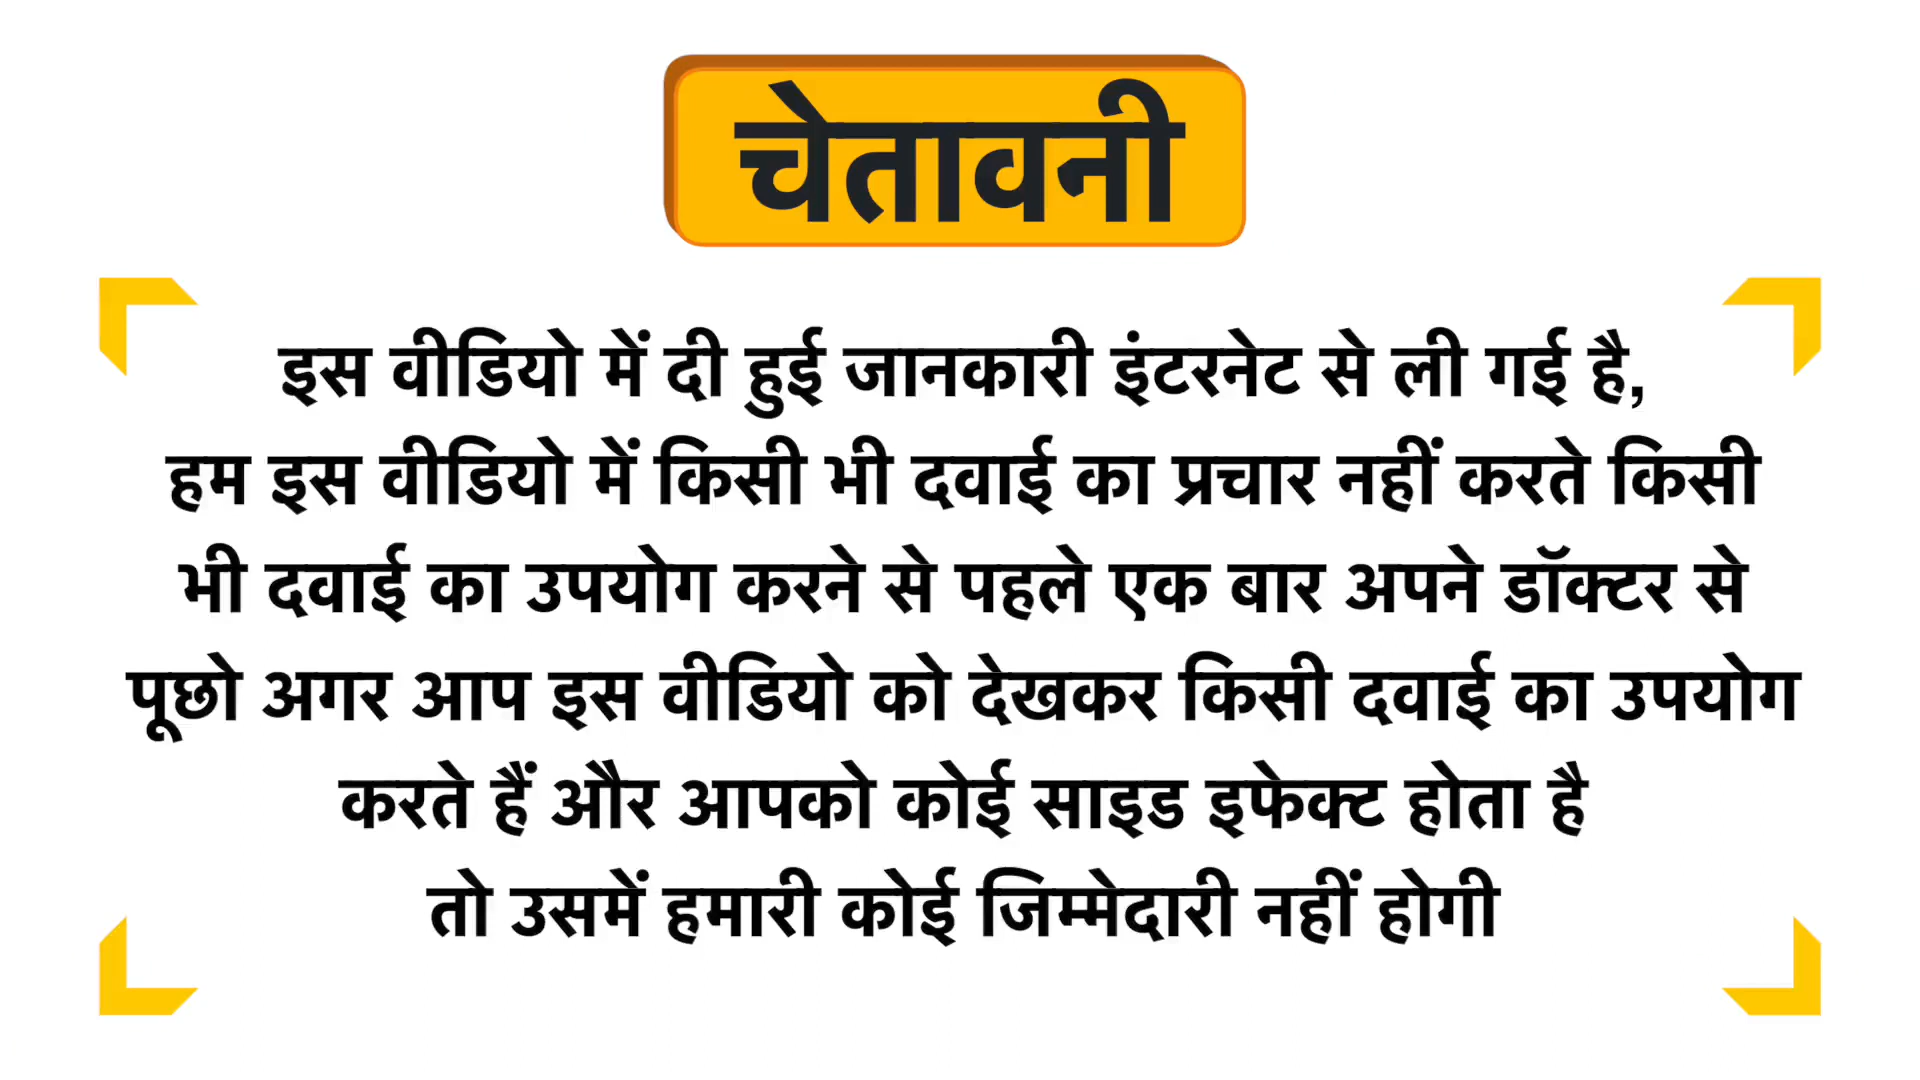 चेतावनी
इस वीडियो में दी हुई जानकारी इंटरनेट से ली गई है,
हम इस वीडियो में किसी भी दवाई का प्रचार नहीं करते किसी
भी दवाई का उपयोग करने से पहले एक बार अपने डॉक्टर से
पूछो अगर आप इस वीडियो को देखकर किसी दवाई का उपयोग
करते हैं और आपको कोई साइड इफेक्ट होता है
तो उसमें हमारी कोई जिम्मेदारी नहीं होगी